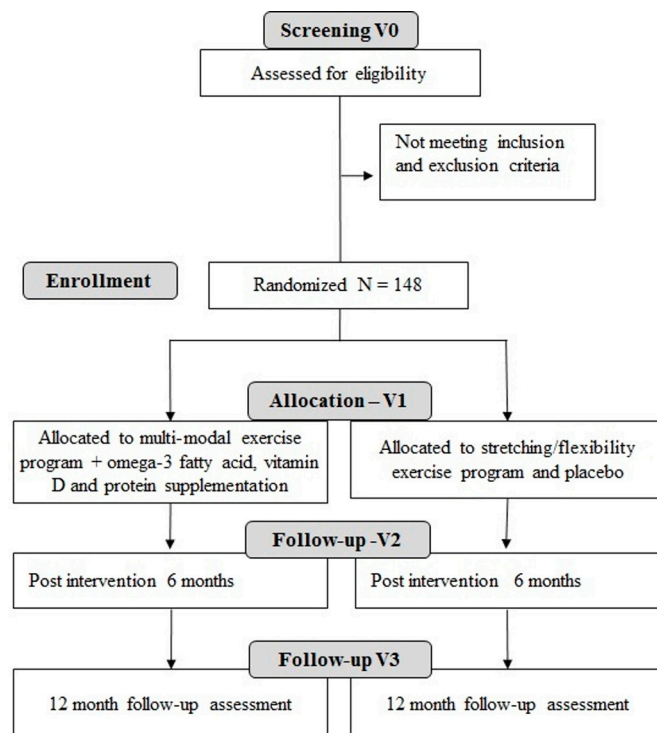 Screening V0
Assessed for eligibility
Not meeting inclusion
and exclusion criteria
Enrollment
Randomized N = 148
Allocation – V1
Allocated to multi-modal exercise
program + omega-3 fatty acid, vitamin
D and protein supplementation
Allocated to stretching/flexibility
exercise program and placebo
Follow-up -V2
Post intervention 6 months
Post intervention 6 months
Follow-up V3
12 month follow-up assessment
12 month follow-up assessment